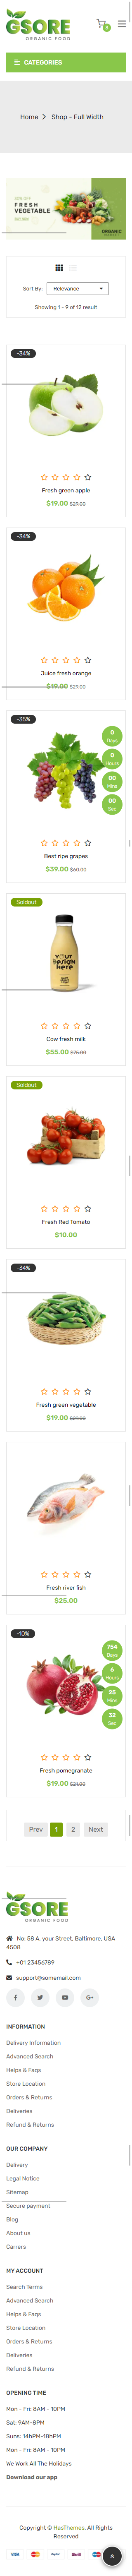 GSORE
ORGANIC FOOD
0
CATEGORIES
Home > Shop - Full Width
FRESH
VEGETABLE
ORGANIC
Sort By: Relevance
Showing 1 - 9 of 12 result
-34%
Fresh green apple
$19.00 $29.00
-34%
Juice fresh orange
$19.00 $29.00
-35%
0
Days
0
Hours
00
Mins
00
Sec
Best ripe grapes
$39.00 $60.00
Soldout
YOUR
DESIGN
HERE
Cow fresh milk
$55.00 $75.00
Soldout
Fresh Red Tomato
$10.00
-34%
Fresh green vegetable
$19.00 $29.00
Fresh river fish
$25.00
-10%
754
Days
6
Hours
25
Mins
32
Sec
Fresh pomegranate
$19.00 $21.00
Prev 1 2 Next
GSORE
ORGANIC FOOD
No: 58 A, your Street, Baltimore, USA
4508
+01 23456789
support@somemail.com
INFORMATION
Delivery Information
Advanced Search
Helps & Faqs
Store Location
Orders & Returns
Deliveries
Refund & Returns
OUR COMPANY
Delivery
Legal Notice
Sitemap
Secure payment
Blog
About us
Carrers
MY ACCOUNT
Search Terms
Advanced Search
Helps & Faqs
Store Location
Orders & Returns
Deliveries
Refund & Returns
OPENING TIME
Mon - Fri: 8AM - 10PM
Sat: 9AM-8PM
Suns: 14hPM-18hPM
Mon - Fri: 8AM - 10PM
We Work All The Holidays
Download our app
Copyright © HasThemes. All Rights
Reserved
VISA